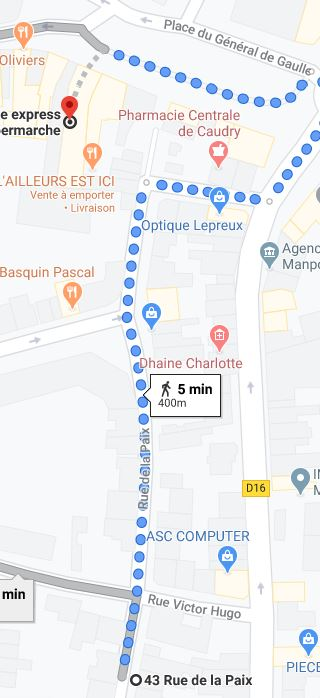 Place du Général de Gaulle
Oliviers
e express
ermarche
Pharmacie Centrale
de Caudry
L'AILLEURS EST ICI
Vente à emporter
• Livraison
Optique Lepreux
Agenc
Manpo
Basquin Pascal
Dhaine Charlotte
5 min
400m
Rue de la Paix
D16
IN
M
ASC COMPUTER
min
Rue Victor Hugo
PIECE
43 Rue de la Paix